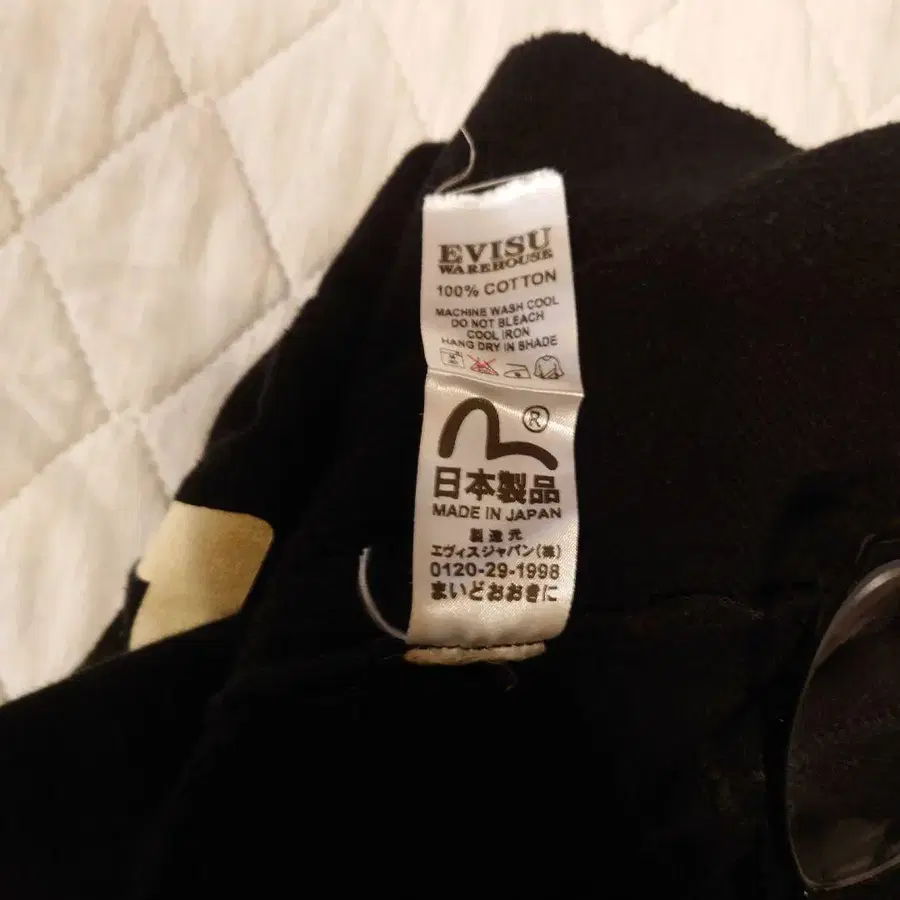 EVISU
WAREHOUSE
100% COTTON
MACHINE WASH COOL
DO NOT BLEACH
COOL IRON
HANG DRY IN SHADE
®
日本製品
MADE IN JAPAN
製造元
エヴィスジャパン(株)
0120-29-1998
まいどおおきに